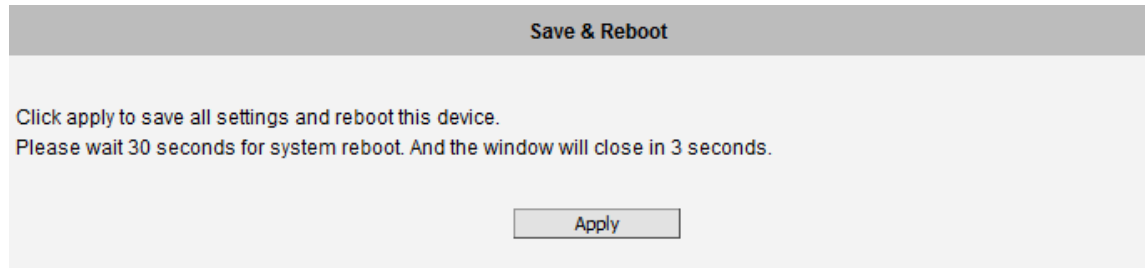 Save & Reboot
Click apply to save all settings and reboot this device.
Please wait 30 seconds for system reboot. And the window will close in 3 seconds.
Apply